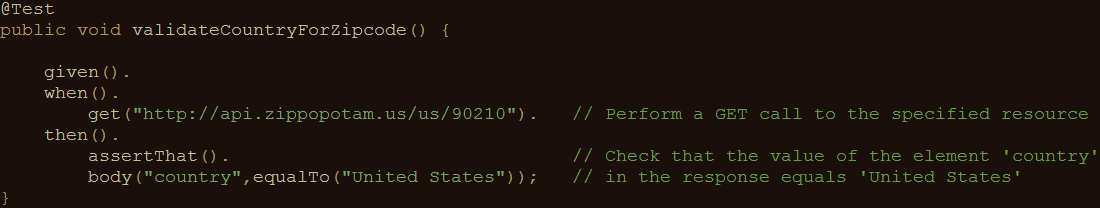 @Test
public void validateCountryForZipcode() {
given().
when().
get("http://api.zippopotam.us/us/90210"). // Perform a GET call to the specified resource
then().
assertThat(). // Check that the value of the element 'country'
body("country",equalTo("United States")); // in the response equals 'United States'
}